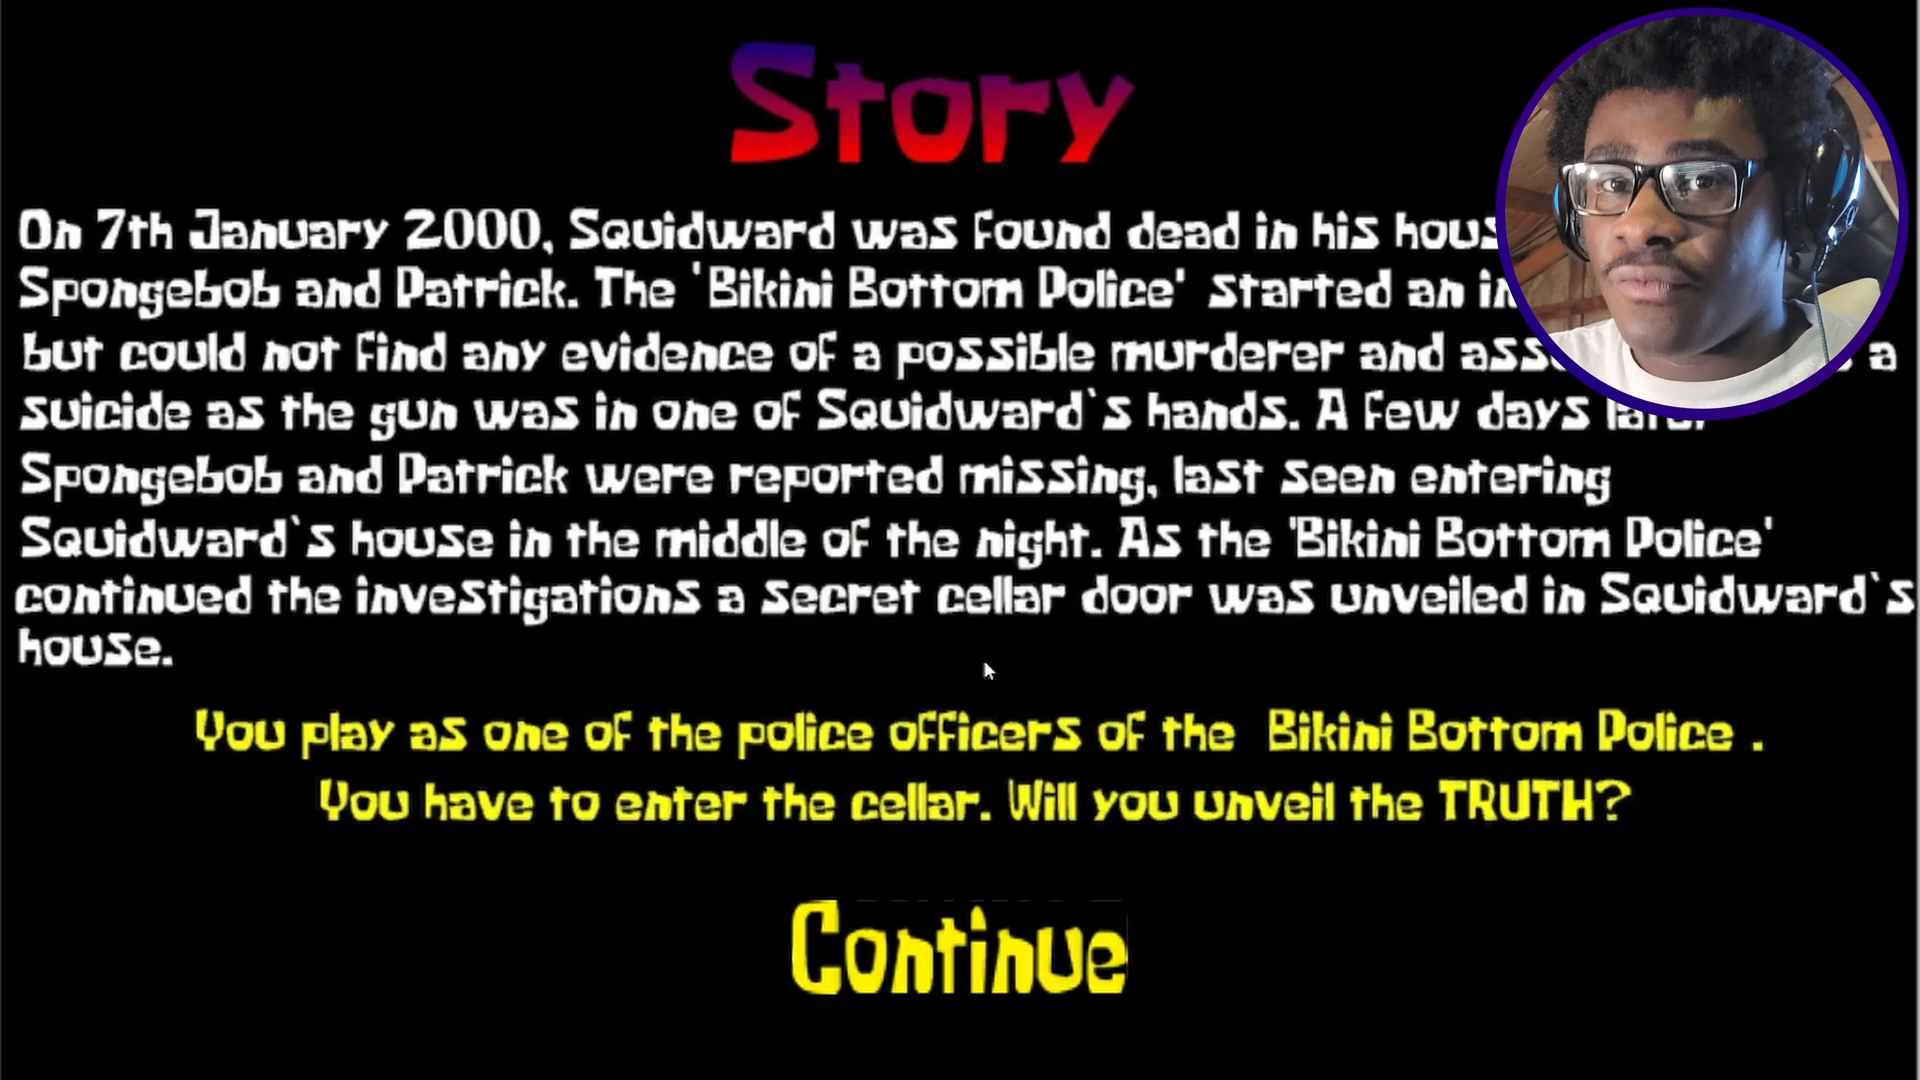 Story
On 7th January 2000, Squidward was found dead in his
Spongebob and Patrick. The 'Bikini Bottom Police' started an
but could not find any evidence of a possible murderer and a
suicide as the gun was in one of Squidward`s hands. A few days later
Spongebob and Patrick were reported missing, last seen entering
Squidward`s house in the middle of the night. As the 'Bikini Bottom Police'
continued the investigations a secret cellar door was unveiled in Squidward`s
house.
You play as one of the police officers of the Bikini Bottom Police .
You have to enter the cellar. Will you unveil the TRUTH?
Continue